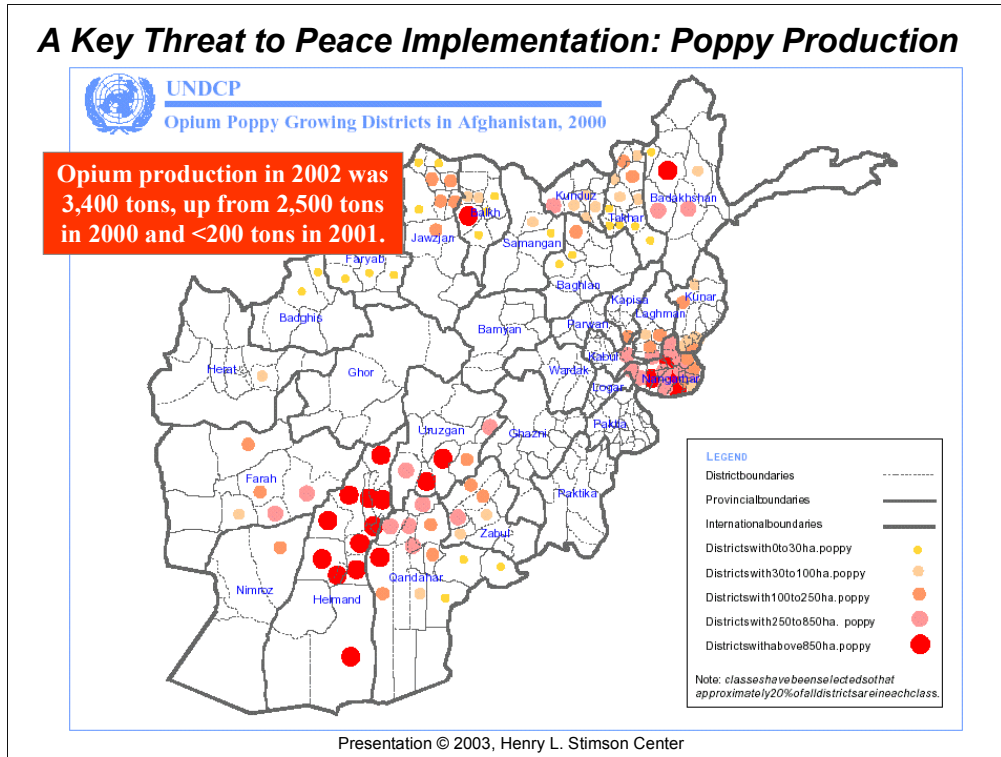 A Key Threat to Peace Implementation: Poppy Production
UNDCP
Opium Poppy Growing Districts in Afghanistan, 2000
Opium production in 2002 was
3,400 tons, up from 2,500 tons
in 2000 and <200 tons in 2001.
Kunduz
Badakhshan
Balkh
Takhar
Jawzjan
Samangan
Faryab
Baghlan
Kapisa
Kunar
Laghman
Badghis
Bamyan
Parwan
Kabul
Herat
Ghor
Wardak
Nangarhar
Logar
Uruzgan
Ghazni
Paktia
Farah
Paktika
Zabul
Nimroz
Qandahar
Helmand
LEGEND
Districtboundaries
Provincialboundaries
Internationalboundaries
Districtswith0to30ha.poppy
Districtswith30to100ha.poppy
Districtswith100to250ha.poppy
Districtswith250to850ha. poppy
Districtswithabove850ha.poppy
Note: classeshavebeenselectedsothat
approximately20%ofalldistrictsareineachclass.
Presentation © 2003, Henry L. Stimson Center